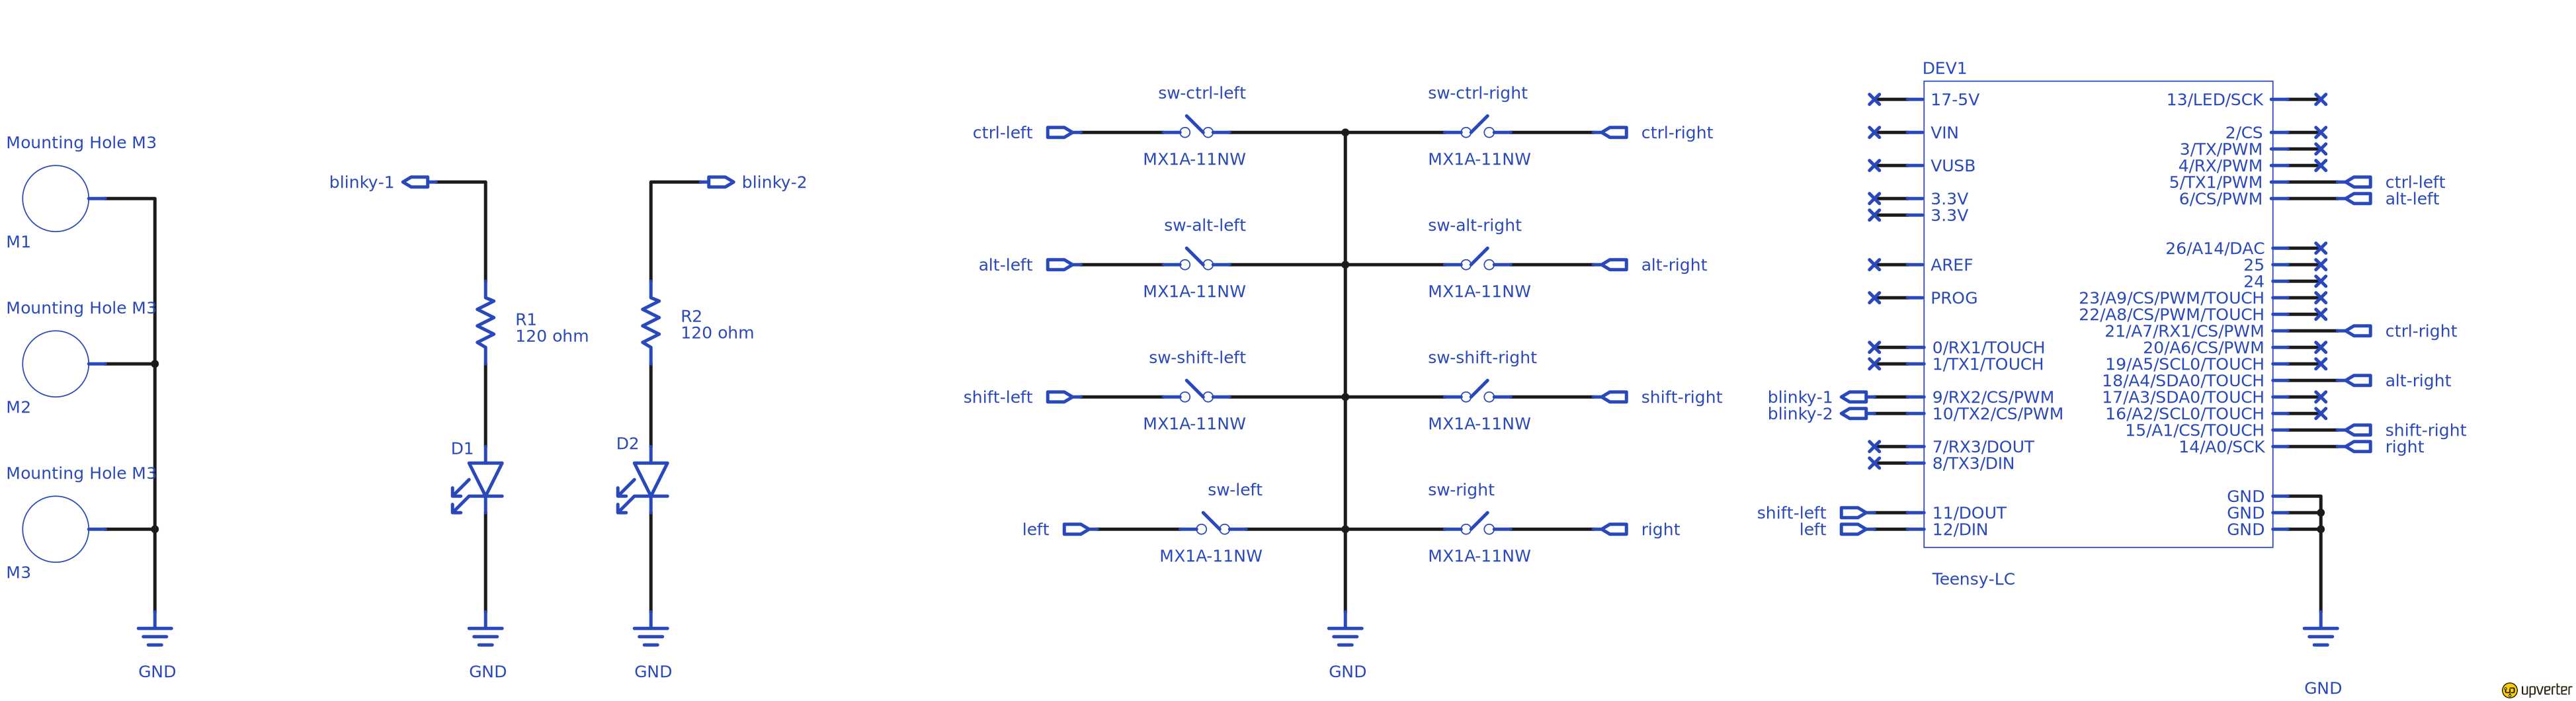 Mounting Hole M3
M1
Mounting Hole M3
M2
Mounting Hole M3
M3
GND
blinky-1
R1
120 ohm
D1
GND
blinky-2
R2
120 ohm
D2
GND
sw-ctrl-left
sw-ctrl-right
ctrl-left
ctrl-right
MX1A-11NW
MX1A-11NW
sw-alt-left
sw-alt-right
alt-left
alt-right
MX1A-11NW
MX1A-11NW
sw-shift-left
sw-shift-right
shift-left
shift-right
MX1A-11NW
MX1A-11NW
sw-left
sw-right
left
right
MX1A-11NW
MX1A-11NW
GND
DEV1
17-5V
VIN
VUSB
3.3V
3.3V
AREF
PROG
0/RX1/TOUCH
1/TX1/TOUCH
blinky-1 9/RX2/CS/PWM
blinky-2 10/TX2/CS/PWM
7/RX3/DOUT
8/TX3/DIN
shift-left 11/DOUT
left 12/DIN
13/LED/SCK
2/CS
3/TX/PWM
4/RX/PWM
5/TX1/PWM ctrl-left
6/CS/PWM alt-left
26/A14/DAC
25
24
23/A9/CS/PWM/TOUCH
22/A8/CS/PWM/TOUCH
21/A7/RX1/CS/PWM ctrl-right
20/A6/CS/PWM
19/A5/SCL0/TOUCH
18/A4/SDA0/TOUCH alt-right
17/A3/SDA0/TOUCH
16/A2/SCL0/TOUCH
15/A1/CS/TOUCH shift-right
14/A0/SCK right
GND
GND
GND
Teensy-LC
GND
upverter